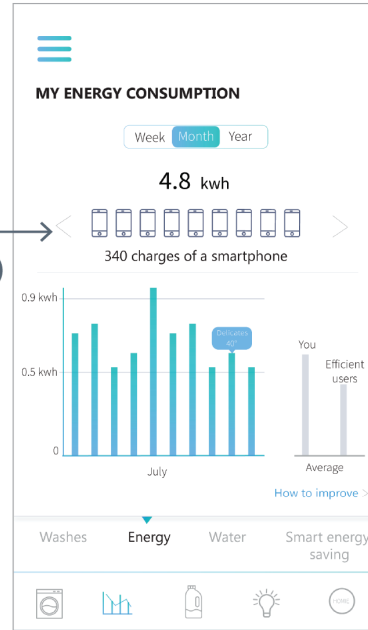 MY ENERGY CONSUMPTION
Week Month Year
4.8 kwh
340 charges of a smartphone
0.9 kwh
0.5 kwh
0
Delicates
40°
July
You
Efficient
users
Average
How to improve >
Washes Energy Water Smart energy
saving
HOME